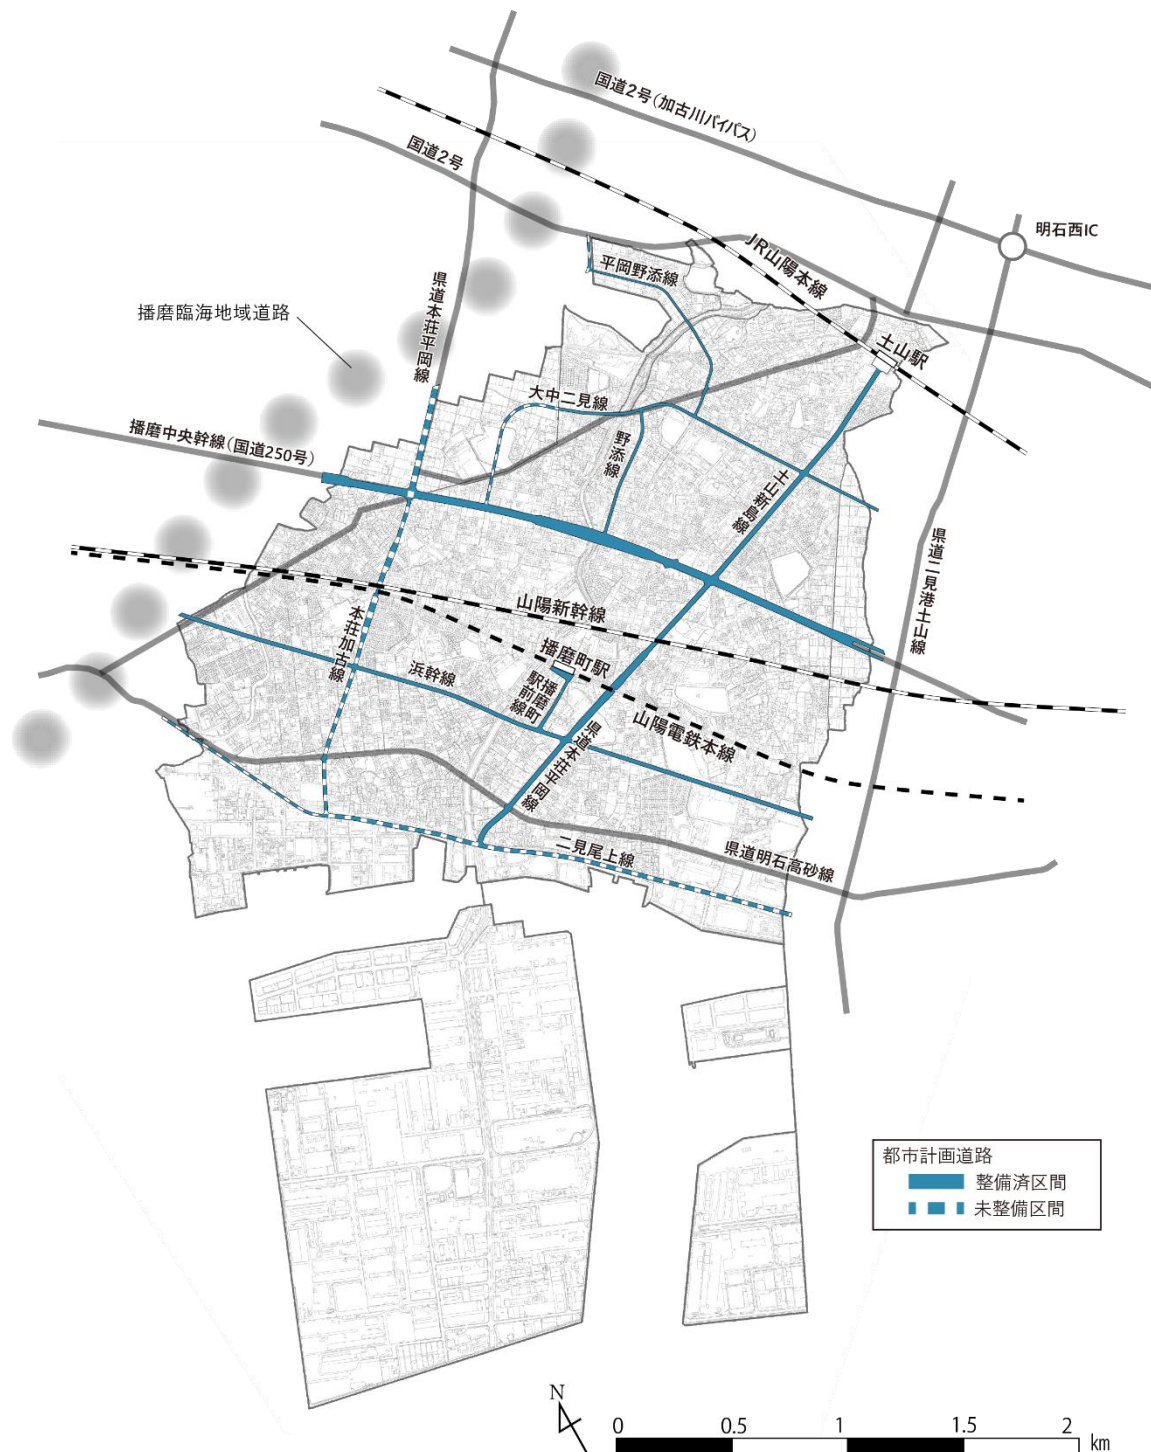 国道2号(加古川バイパス)
国道2号
明石西IC
JR山陽本線
平岡野添線
県道本荘平岡線
播磨臨海地域道路
土山駅
大中二見線
播磨中央幹線(国道250号)
野添線
土山新島線
県道二見港土山線
山陽新幹線
本荘加古線
播磨町駅
浜幹線
播磨町
駅前線
山陽電鉄本線
県道本荘平岡線
二見尾上線
県道明石高砂線
都市計画道路
整備済区間
未整備区間
N
0 0.5 1 1.5 2
km